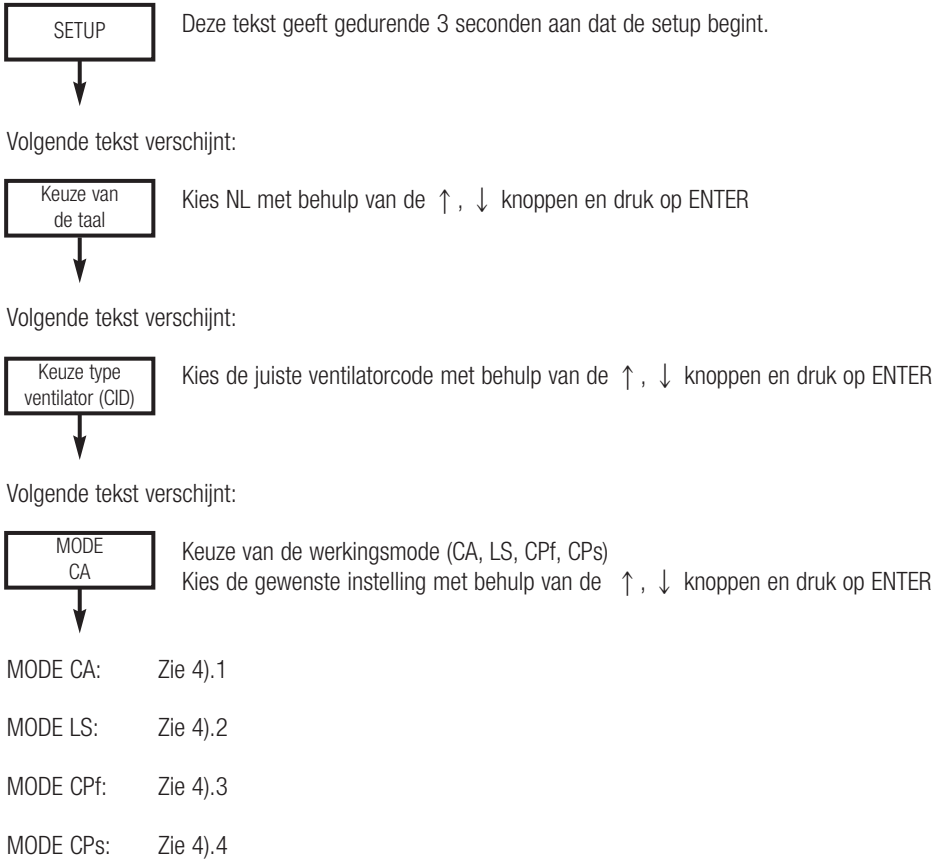 SETUP
Deze tekst geeft gedurende 3 seconden aan dat de setup begint.
Volgende tekst verschijnt:
Keuze van
de taal
Kies NL met behulp van de ↑, ↓ knoppen en druk op ENTER
Volgende tekst verschijnt:
Keuze type
ventilator (CID)
Kies de juiste ventilatorcode met behulp van de ↑, ↓ knoppen en druk op ENTER
Volgende tekst verschijnt:
MODE
CA
Keuze van de werkingsmode (CA, LS, CPf, CPs)
Kies de gewenste instelling met behulp van de ↑, ↓ knoppen en druk op ENTER
MODE CA: Zie 4).1
MODE LS: Zie 4).2
MODE CPf: Zie 4).3
MODE CPs: Zie 4).4